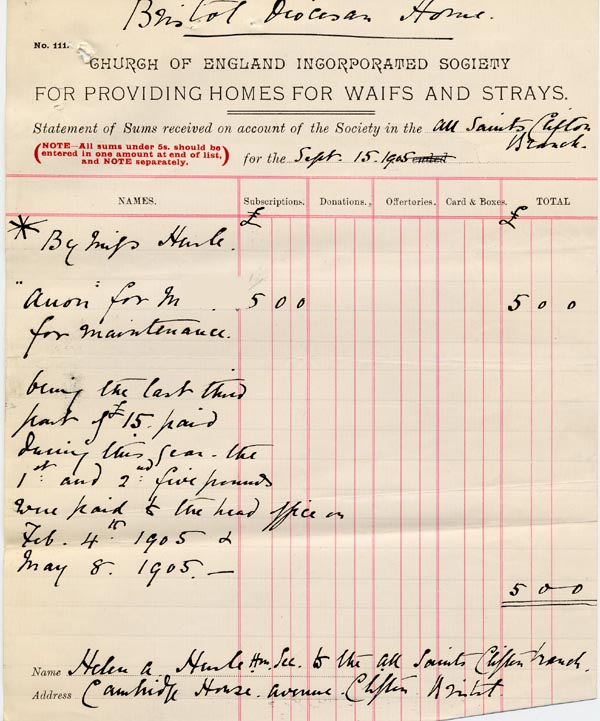 Bristol Diocesan Home.
No. 111.
CHURCH OF ENGLAND INCORPORATED SOCIETY
FOR PROVIDING HOMES FOR WAIFS AND STRAYS.
Statement of Sums received on account of the Society in the All Saints Clifton
Branch.
(NOTE—All sums under 5s. should be
entered in one amount at end of list,
and NOTE separately.)
for the Sept. 15. 1905 ended
NAMES. Subscriptions. Donations. Offertories. Card & Boxes. TOTAL
£ £
* By Miss Hurle.
"Anon" for M 5 0 0 5 0 0
for maintenance.
being the last third
part of £15. paid
during this year - the
1st and 2nd five pounds
were paid to the head office on
Feb. 4th 1905 &
May 8. 1905. —
5 0 0
Name Helen A. Hurle Hon. Sec. to the All Saints Clifton branch.
Address Cambridge House. Avenue. Clifton. Bristol.